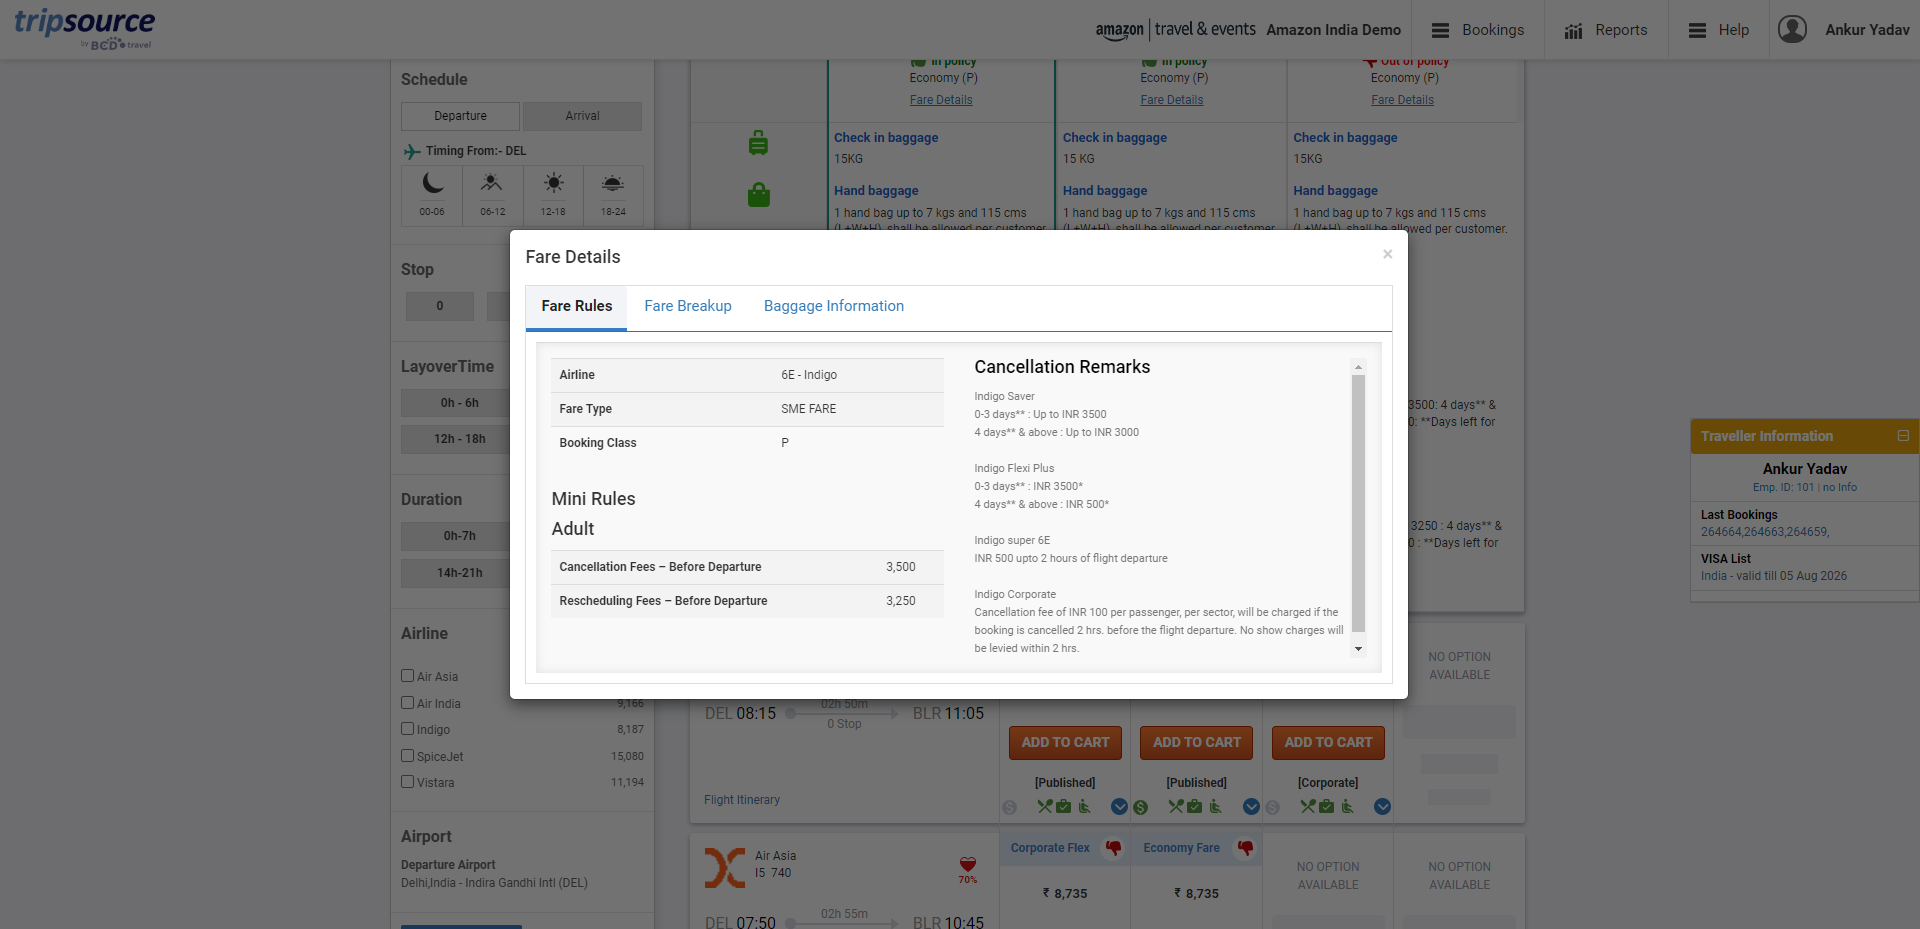 tripsource
by BCD travel
amazon | travel & events
Amazon India Demo
Bookings
Reports
Help
Ankur Yadav
Schedule
Departure
Arrival
Timing From:- DEL
00-06
06-12
12-18
18-24
Stop
0
LayoverTime
0h - 6h
12h - 18h
Duration
0h-7h
14h-21h
Airline
Air Asia
Air India 9,166
Indigo 8,187
SpiceJet 15,080
Vistara 11,194
Airport
Departure Airport
Delhi,India - Indira Gandhi Intl (DEL)
In policy
Economy (P)
Fare Details
In policy
Economy (P)
Fare Details
Out of policy
Economy (P)
Fare Details
Check in baggage
15KG
Hand baggage
1 hand bag up to 7 kgs and 115 cms
(L+W+H), shall be allowed per customer.
Check in baggage
15 KG
Hand baggage
1 hand bag up to 7 kgs and 115 cms
(L+W+H), shall be allowed per customer.
Check in baggage
15KG
Hand baggage
1 hand bag up to 7 kgs and 115 cms
(L+W+H), shall be allowed per customer.
Fare Details
×
Fare Rules
Fare Breakup
Baggage Information
Airline 6E - Indigo
Fare Type SME FARE
Booking Class P
Mini Rules
Adult
Cancellation Fees – Before Departure 3,500
Rescheduling Fees – Before Departure 3,250
Cancellation Remarks
Indigo Saver
0-3 days** : Up to INR 3500
4 days** & above : Up to INR 3000
Indigo Flexi Plus
0-3 days** : INR 3500*
4 days** & above : INR 500*
Indigo super 6E
INR 500 upto 2 hours of flight departure
Indigo Corporate
Cancellation fee of INR 100 per passenger, per sector, will be charged if the
booking is cancelled 2 hrs. before the flight departure. No show charges will
be levied within 2 hrs.
3500: 4 days** &
0: **Days left for
3250 : 4 days** &
0 : **Days left for
Traveller Information
Ankur Yadav
Emp. ID: 101 | no Info
Last Bookings
264664,264663,264659,
VISA List
India - valid till 05 Aug 2026
DEL 08:15
02h 50m
0 Stop
BLR 11:05
Flight Itinerary
ADD TO CART
[Published]
ADD TO CART
[Published]
ADD TO CART
[Corporate]
NO OPTION
AVAILABLE
Air Asia
I5 740
70%
DEL 07:50
02h 55m
BLR 10:45
Corporate Flex
₹ 8,735
Economy Fare
₹ 8,735
NO OPTION
AVAILABLE
NO OPTION
AVAILABLE